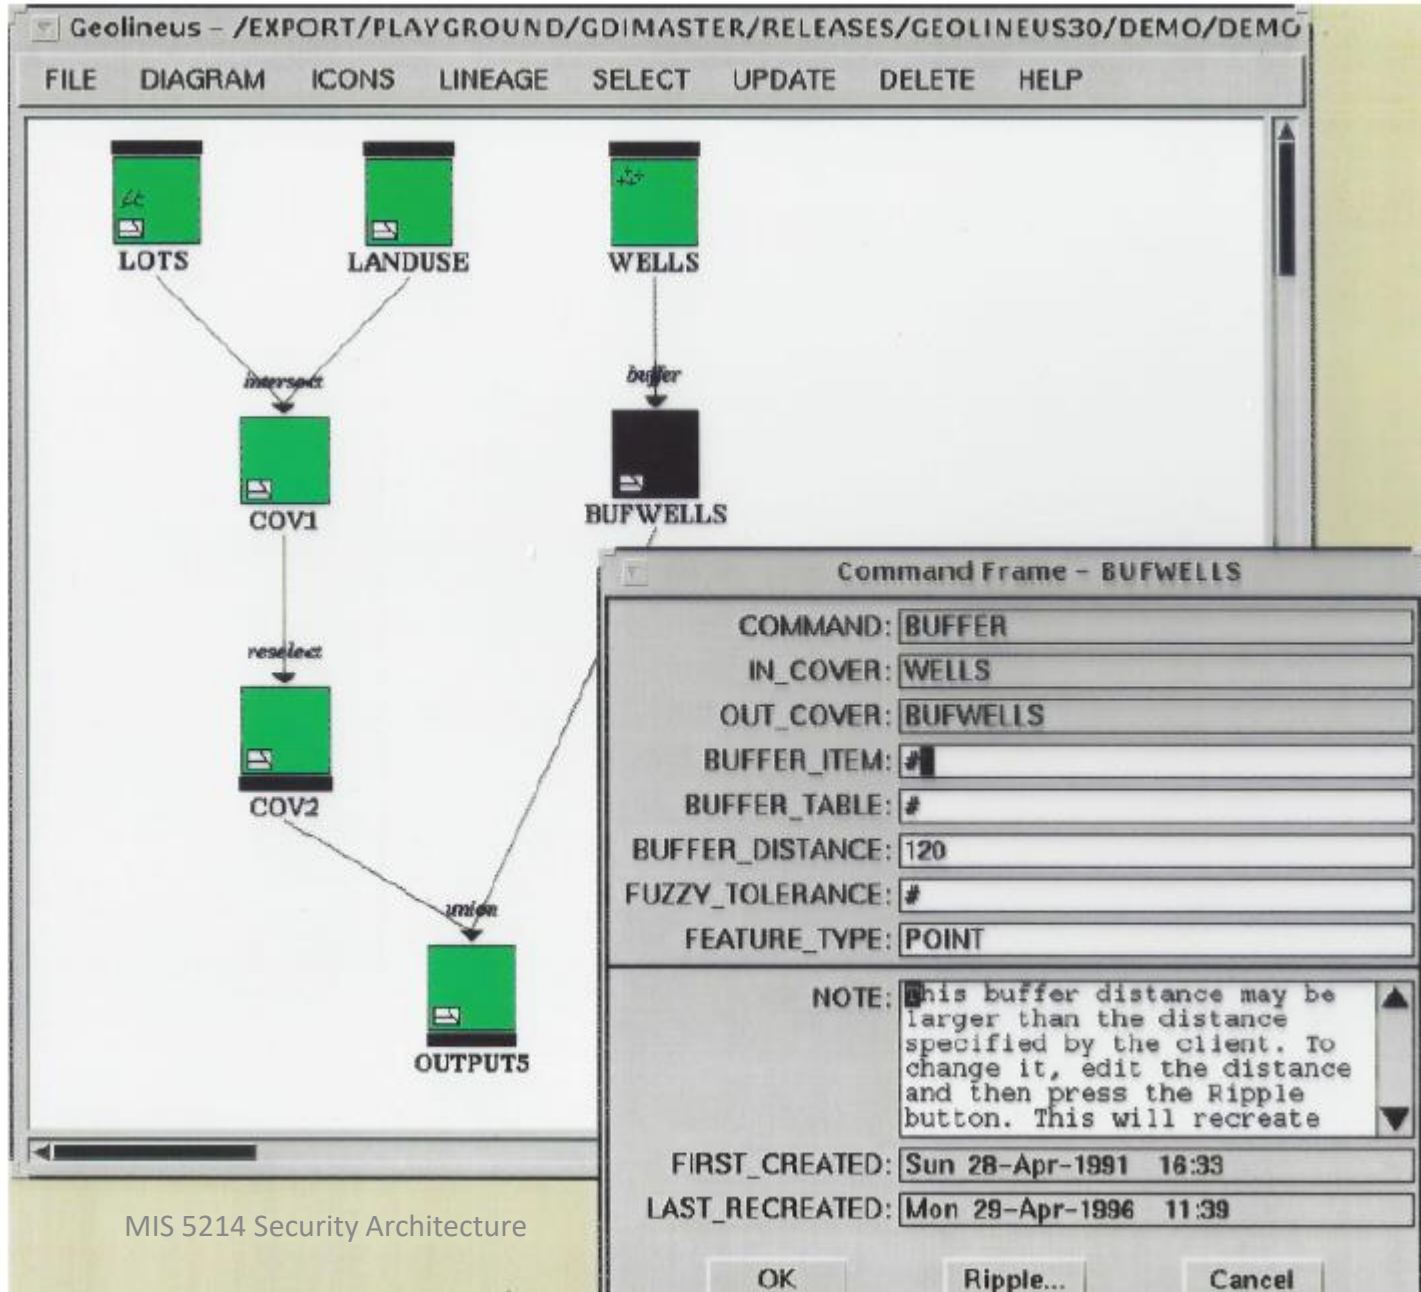 Geolineus - /EXPORT/PLAYGROUND/GDIMASTER/RELEASES/GEOLINEUS30/DEMO/DEMO
FILE DIAGRAM ICONS LINEAGE SELECT UPDATE DELETE HELP
LOTS LANDUSE WELLS
intersect buffer
COV1 BUFWELLS
reselect
COV2
union
OUTPUT5
Command Frame - BUFWELLS
COMMAND: BUFFER
IN_COVER: WELLS
OUT_COVER: BUFWELLS
BUFFER_ITEM: #
BUFFER_TABLE: #
BUFFER_DISTANCE: 120
FUZZY_TOLERANCE: #
FEATURE_TYPE: POINT
NOTE: This buffer distance may be
larger than the distance
specified by the client. To
change it, edit the distance
and then press the Ripple
button. This will recreate
FIRST_CREATED: Sun 28-Apr-1991 16:33
LAST_RECREATED: Mon 29-Apr-1996 11:39
OK Ripple... Cancel
MIS 5214 Security Architecture